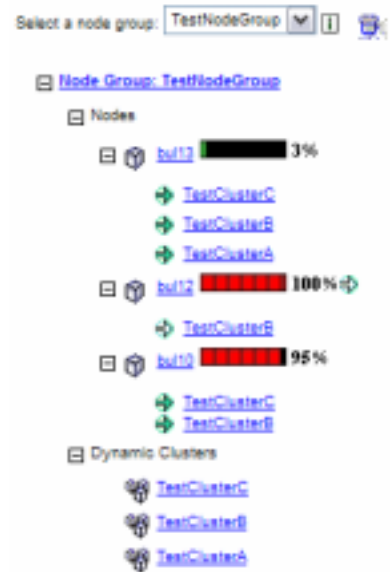 Select a node group: TestNodeGroup
Node Group: TestNodeGroup
Nodes
bul13 3%
TestClusterC
TestClusterB
TestClusterA
bul12 100%
TestClusterB
bul10 95%
TestClusterC
TestClusterB
Dynamic Clusters
TestClusterC
TestClusterB
TestClusterA